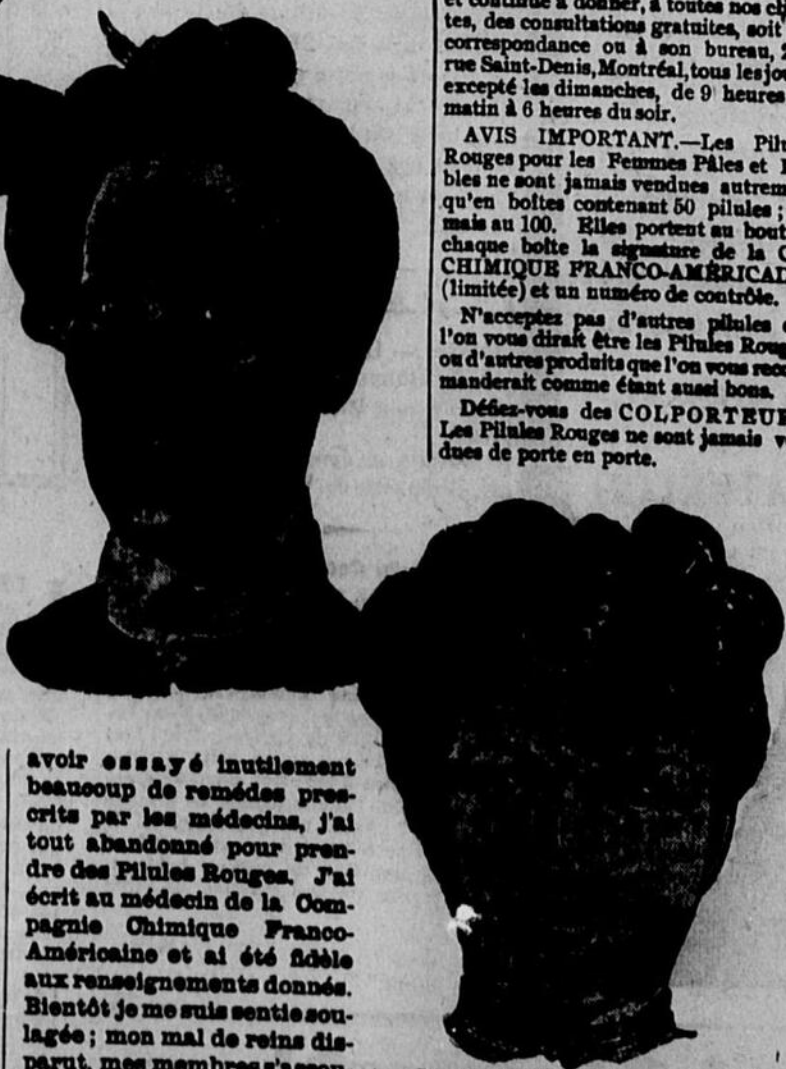 et continue à donner, à toutes nos
tes, des consultations gratuites, soit
correspondance ou à son bureau,
rue Saint-Denis, Montréal, tous les jou
excepté les dimanches, de 9 heures
matin à 6 heures du soir.
AVIS IMPORTANT.—Les Pilu
Rouges pour les Femmes Pâles et
bles ne sont jamais vendues autrem
qu'en boîtes contenant 50 pilules ;
mais au 100. Elles portent au bout
chaque boîte la signature de la
CHIMIQUE FRANCO-AMÉRICAI
(limitée) et un numéro de contrôle.
N'acceptez pas d'autres pilules
l'on vous dirait être les Pilules Roug
ou d'autres produits que l'on vous reco
manderait comme étant aussi bons.
Défiez-vous des COLPORTEUR
Les Pilules Rouges ne sont jamais v
dues de porte en porte.
avoir essayé inutilement
beaucoup de remédes pres-
crits par les médecins, j'ai
tout abandonné pour pren-
dre des Pilules Rouges. J'ai
écrit au médecin de la Com-
pagnie Chimique Franco-
Américaine et ai été fidèle
aux renseignements donnés.
Bientôt je me suis sentie sou-
lagée ; mon mal de reins dis-
parut, mes membres s'assou-